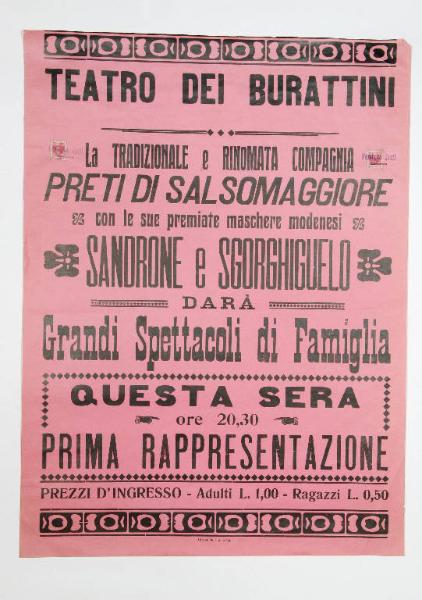 TEATRO DEI BURATTINI
La TRADIZIONALE e RINOMATA COMPAGNIA
PRETI DI SALSOMAGGIORE
con le sue premiate maschere modenesi
SANDRONE e SGORGHIGUELO
DARÀ
Grandi Spettacoli di Famiglia
QUESTA SERA
ore 20,30
PRIMA RAPPRESENTAZIONE
PREZZI D'INGRESSO - Adulti L. 1,00 - Ragazzi L. 0,50